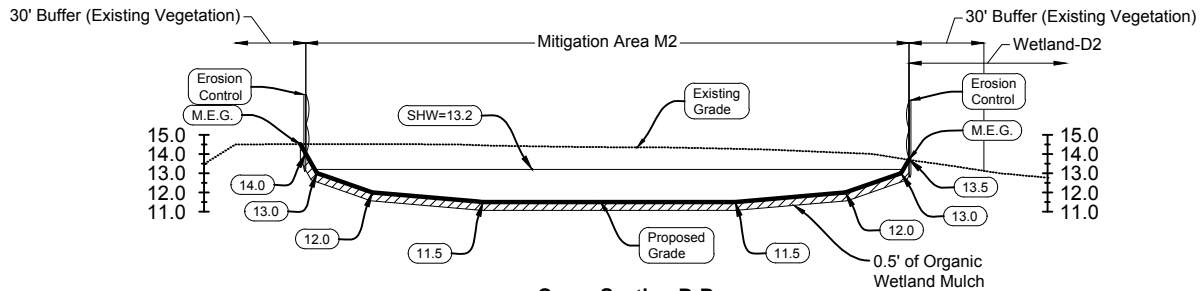 30' Buffer (Existing Vegetation)
30' Buffer (Existing Vegetation)
Mitigation Area M2
Wetland-D2
Erosion
Control
Existing
Grade
Erosion
Control
M.E.G.
SHW=13.2
M.E.G.
15.0
14.0
13.0
12.0
11.0
15.0
14.0
13.0
12.0
11.0
14.0
13.0
12.0
11.5
Proposed
Grade
11.5
12.0
13.0
13.5
0.5' of Organic
Wetland Mulch